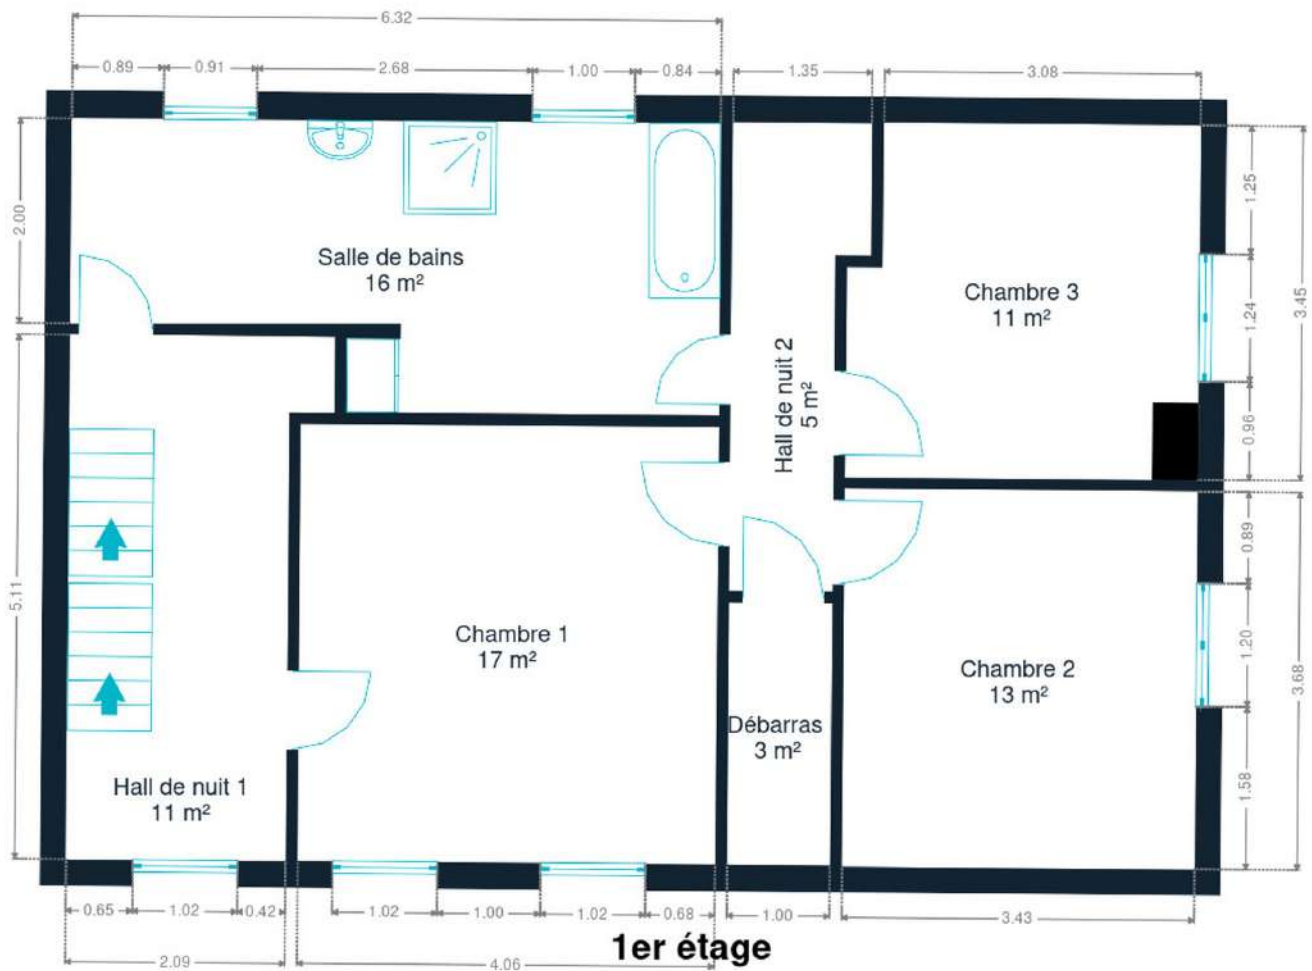 6.32
0.89
0.91
2.68
1.00
0.84
1.35
3.08
2.00
5.11
1.25
1.24
0.96
3.45
0.89
1.20
1.58
3.68
Salle de bains
16 m²
Chambre 3
11 m²
Hall de nuit 2
5 m²
Chambre 1
17 m²
Chambre 2
13 m²
Débarras
3 m²
Hall de nuit 1
11 m²
0.65
1.02
0.42
1.02
1.00
1.02
0.68
1.00
3.43
2.09
4.06
1er étage